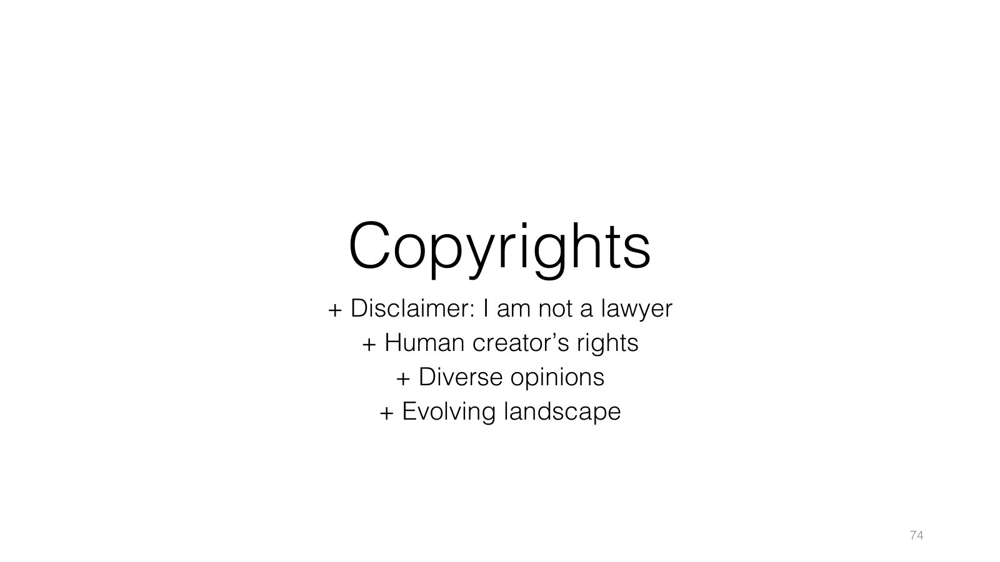 Copyrights
+ Disclaimer: I am not a lawyer
+ Human creator’s rights
+ Diverse opinions
+ Evolving landscape
74